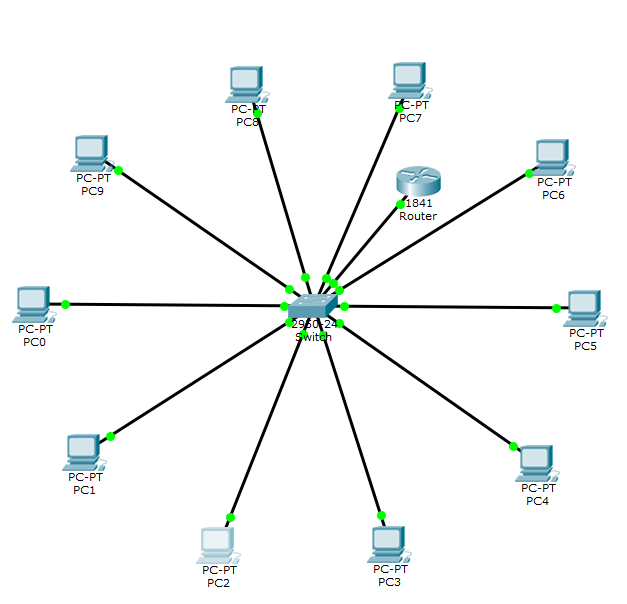 PC-PT
PC8
PC-PT
PC7
PC-PT
PC9
PC-PT
PC6
1841
Router
PC-PT
PC0
2960-24
Switch
PC-PT
PC5
PC-PT
PC1
PC-PT
PC4
PC-PT
PC2
PC-PT
PC3